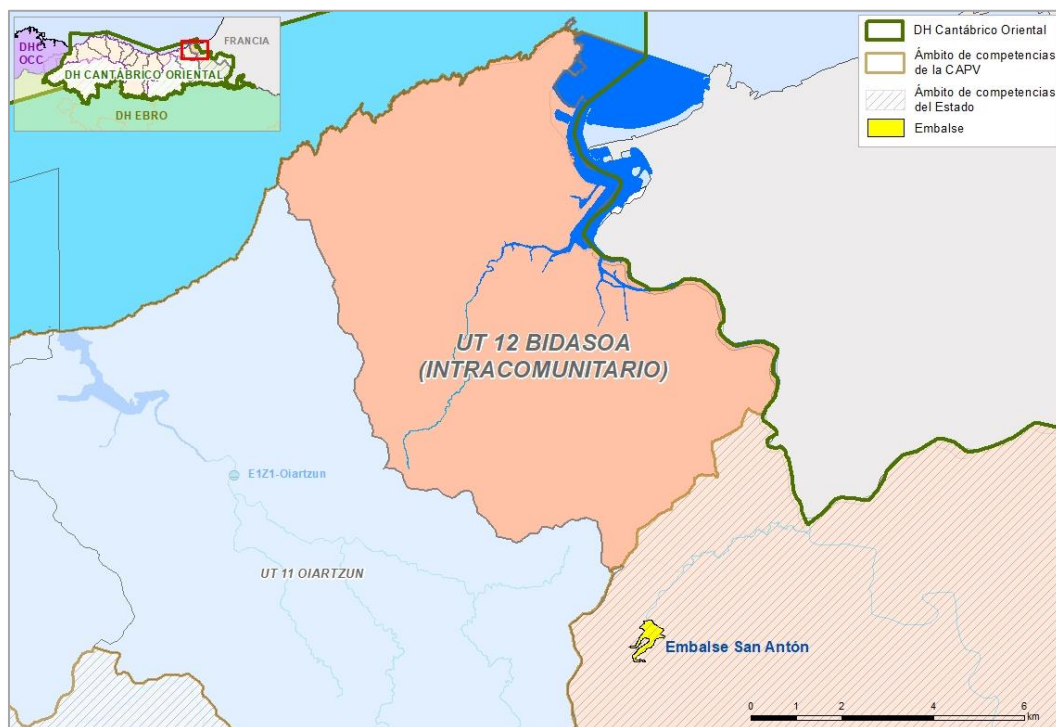 DHC
OCC
FRANCIA
DH CANTÁBRICO ORIENTAL
DH EBRO
DH Cantábrico Oriental
Ámbito de competencias
de la CAPV
Ámbito de competencias
del Estado
Embalse
UT 12 BIDASOA
(INTRACOMUNITARIO)
E1Z1-Oiartzun
UT 11 OIARTZUN
Embalse San Antón
0 2 4 6
km